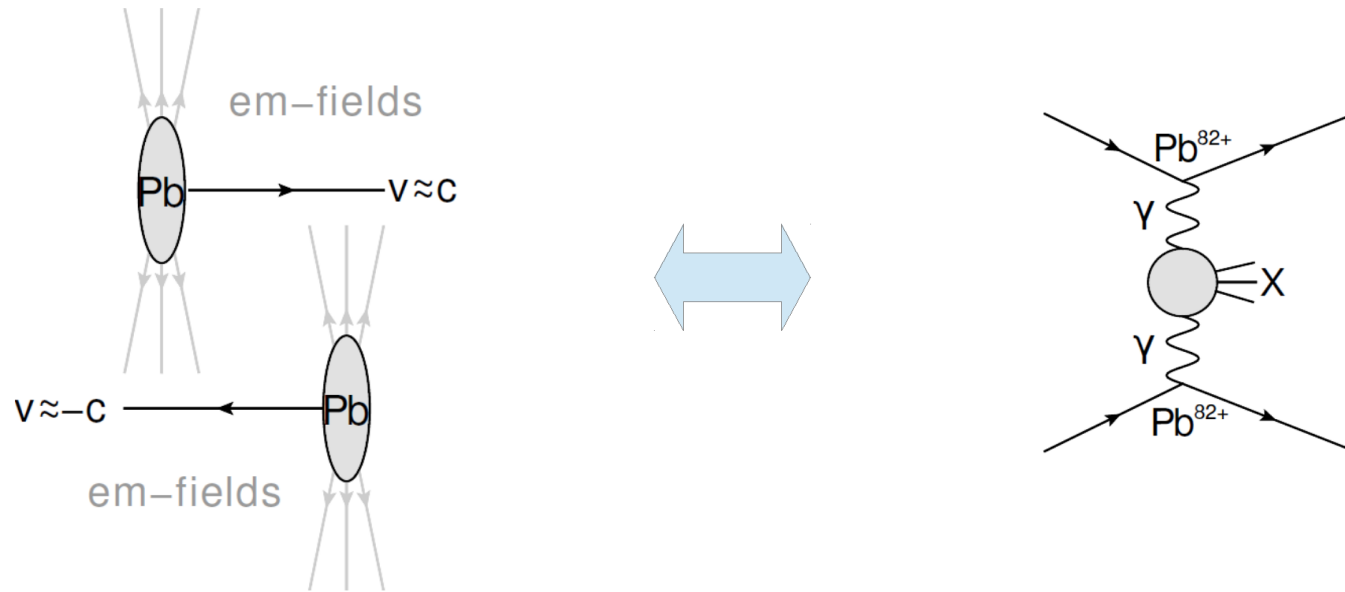 em−fields
Pb
v≈c
v≈−c
Pb
em−fields
Pb⁸²⁺
γ
X
γ
Pb⁸²⁺